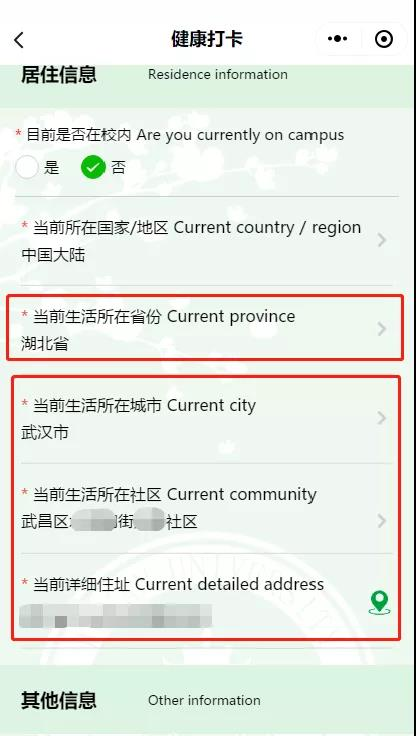 健康打卡
居住信息 Residence information
* 目前是否在校内 Are you currently on campus
是 否
* 当前所在国家/地区 Current country / region
中国大陆
* 当前生活所在省份 Current province
湖北省
* 当前生活所在城市 Current city
武汉市
* 当前生活所在社区 Current community
武昌区 街 社区
* 当前详细住址 Current detailed address
其他信息 Other information